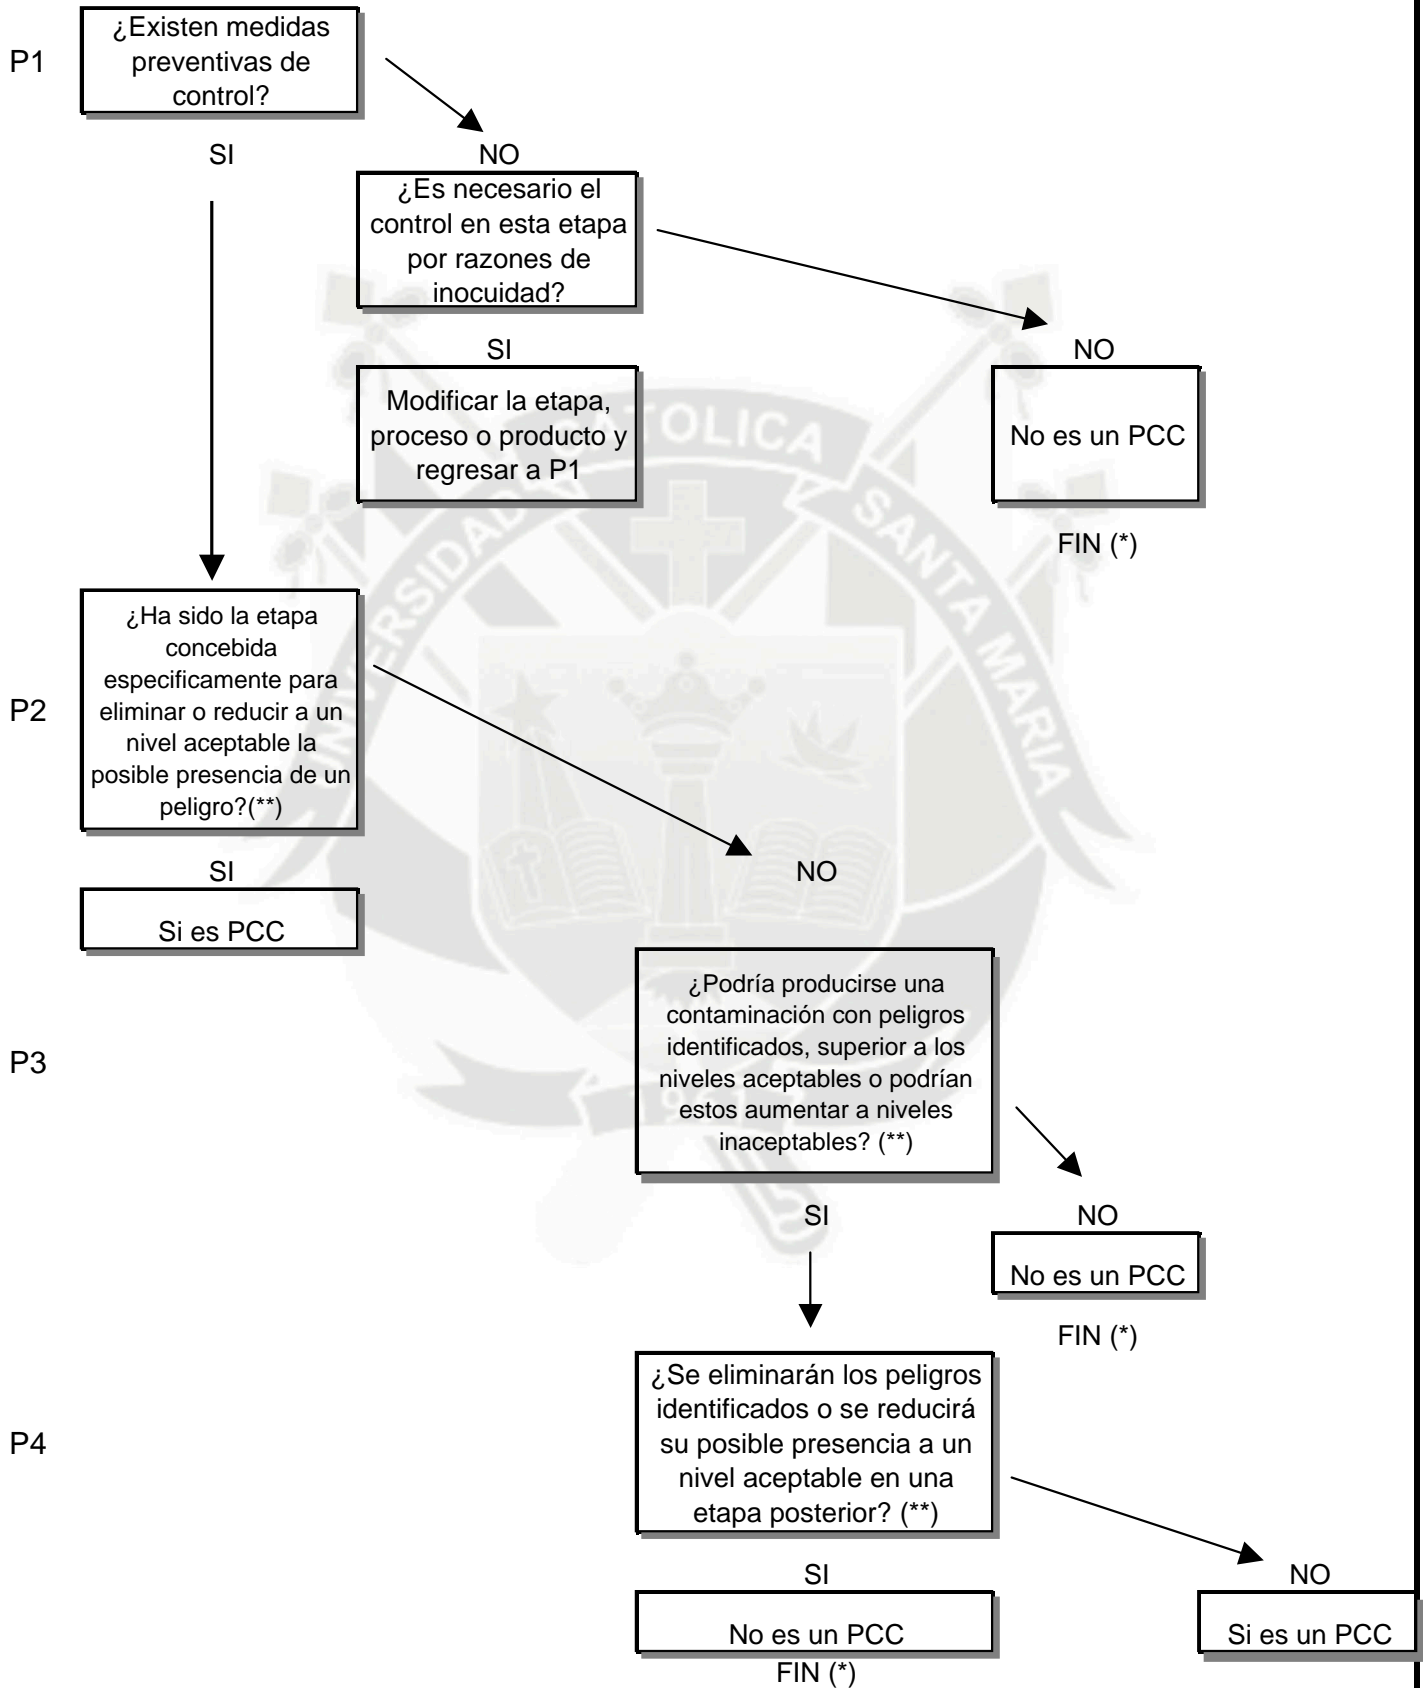 ¿Existen medidas
preventivas de
control?
P1
SI
NO
¿Es necesario el
control en esta etapa
por razones de
inocuidad?
SI
NO
Modificar la etapa,
proceso o producto y
regresar a P1
No es un PCC
FIN (*)
¿Ha sido la etapa
concebida
especificamente para
eliminar o reducir a un
nivel aceptable la
posible presencia de un
peligro?(**)
P2
SI
NO
Si es PCC
¿Podría producirse una
contaminación con peligros
identificados, superior a los
niveles aceptables o podrían
estos aumentar a niveles
inaceptables? (**)
P3
SI
NO
No es un PCC
FIN (*)
¿Se eliminarán los peligros
identificados o se reducirá
su posible presencia a un
nivel aceptable en una
etapa posterior? (**)
P4
SI
NO
No es un PCC
Si es un PCC
FIN (*)
UNIVERSIDAD CATOLICA SANTA MARIA